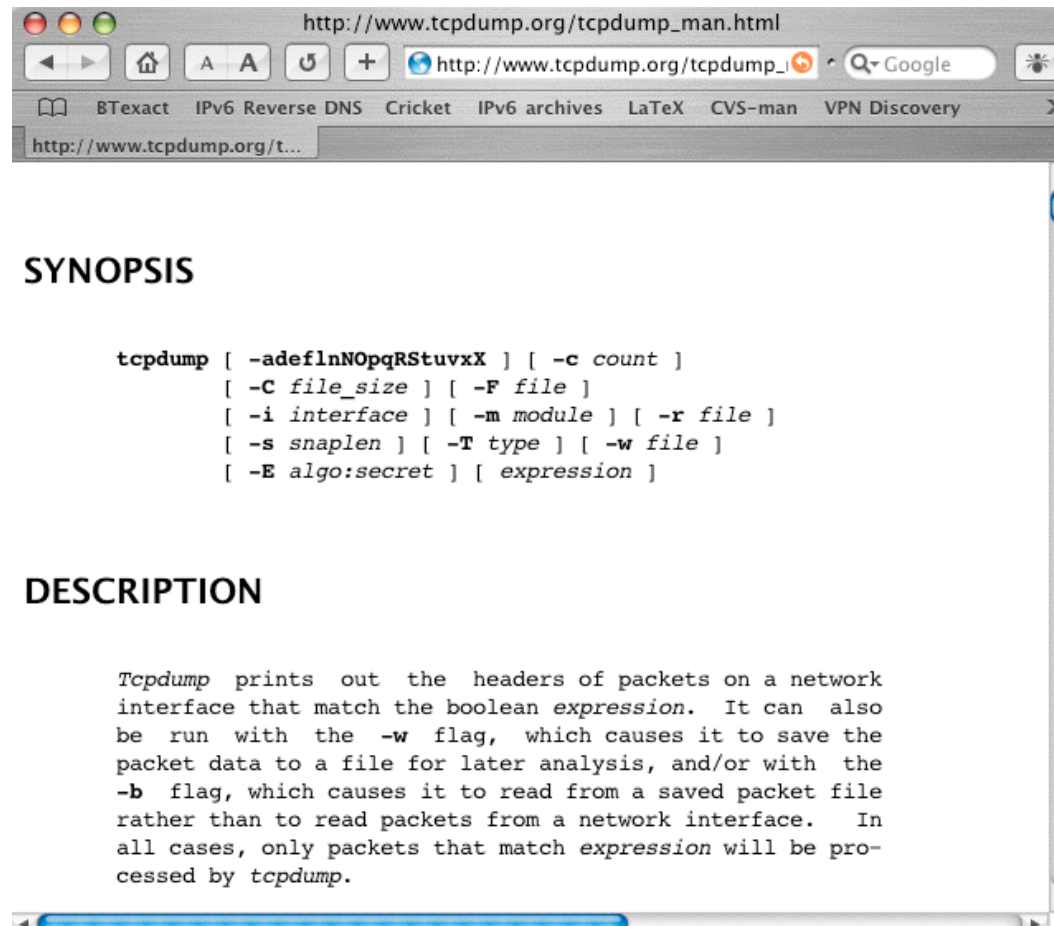 http://www.tcpdump.org/tcpdump_man.html
A A + http://www.tcpdump.org/tcpdump_ Google
BTexact IPv6 Reverse DNS Cricket IPv6 archives LaTeX CVS-man VPN Discovery
http://www.tcpdump.org/t...
SYNOPSIS
tcpdump [ -adeflnNOpqRStuvxX ] [ -c count ]
[ -C file_size ] [ -F file ]
[ -i interface ] [ -m module ] [ -r file ]
[ -s snaplen ] [ -T type ] [ -w file ]
[ -E algo:secret ] [ expression ]
DESCRIPTION
Tcpdump prints out the headers of packets on a network
interface that match the boolean expression. It can also
be run with the -w flag, which causes it to save the
packet data to a file for later analysis, and/or with the
-b flag, which causes it to read from a saved packet file
rather than to read packets from a network interface. In
all cases, only packets that match expression will be pro-
cessed by tcpdump.